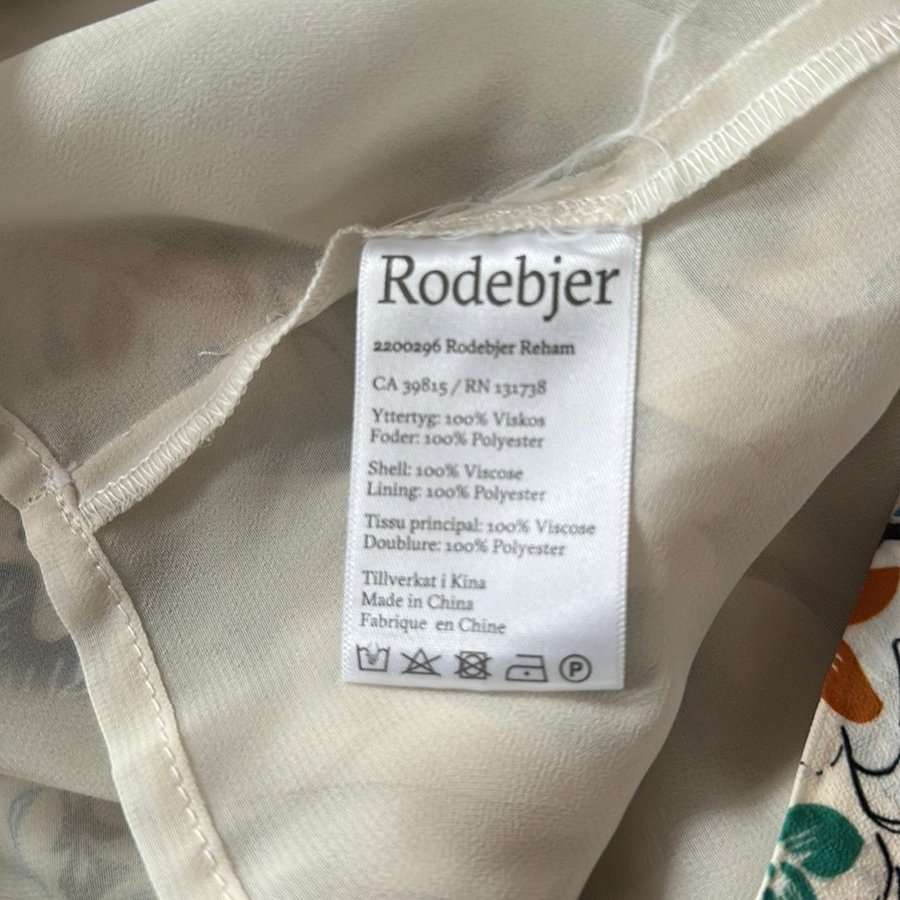 Rodebjer
2200296 Rodebjer Reham
CA 39815 / RN 131738
Yttertyg: 100% Viskos
Foder: 100% Polyester
Shell: 100% Viscose
Lining: 100% Polyester
Tissu principal: 100% Viscose
Doublure: 100% Polyester
Tillverkat i Kina
Made in China
Fabrique en Chine
P